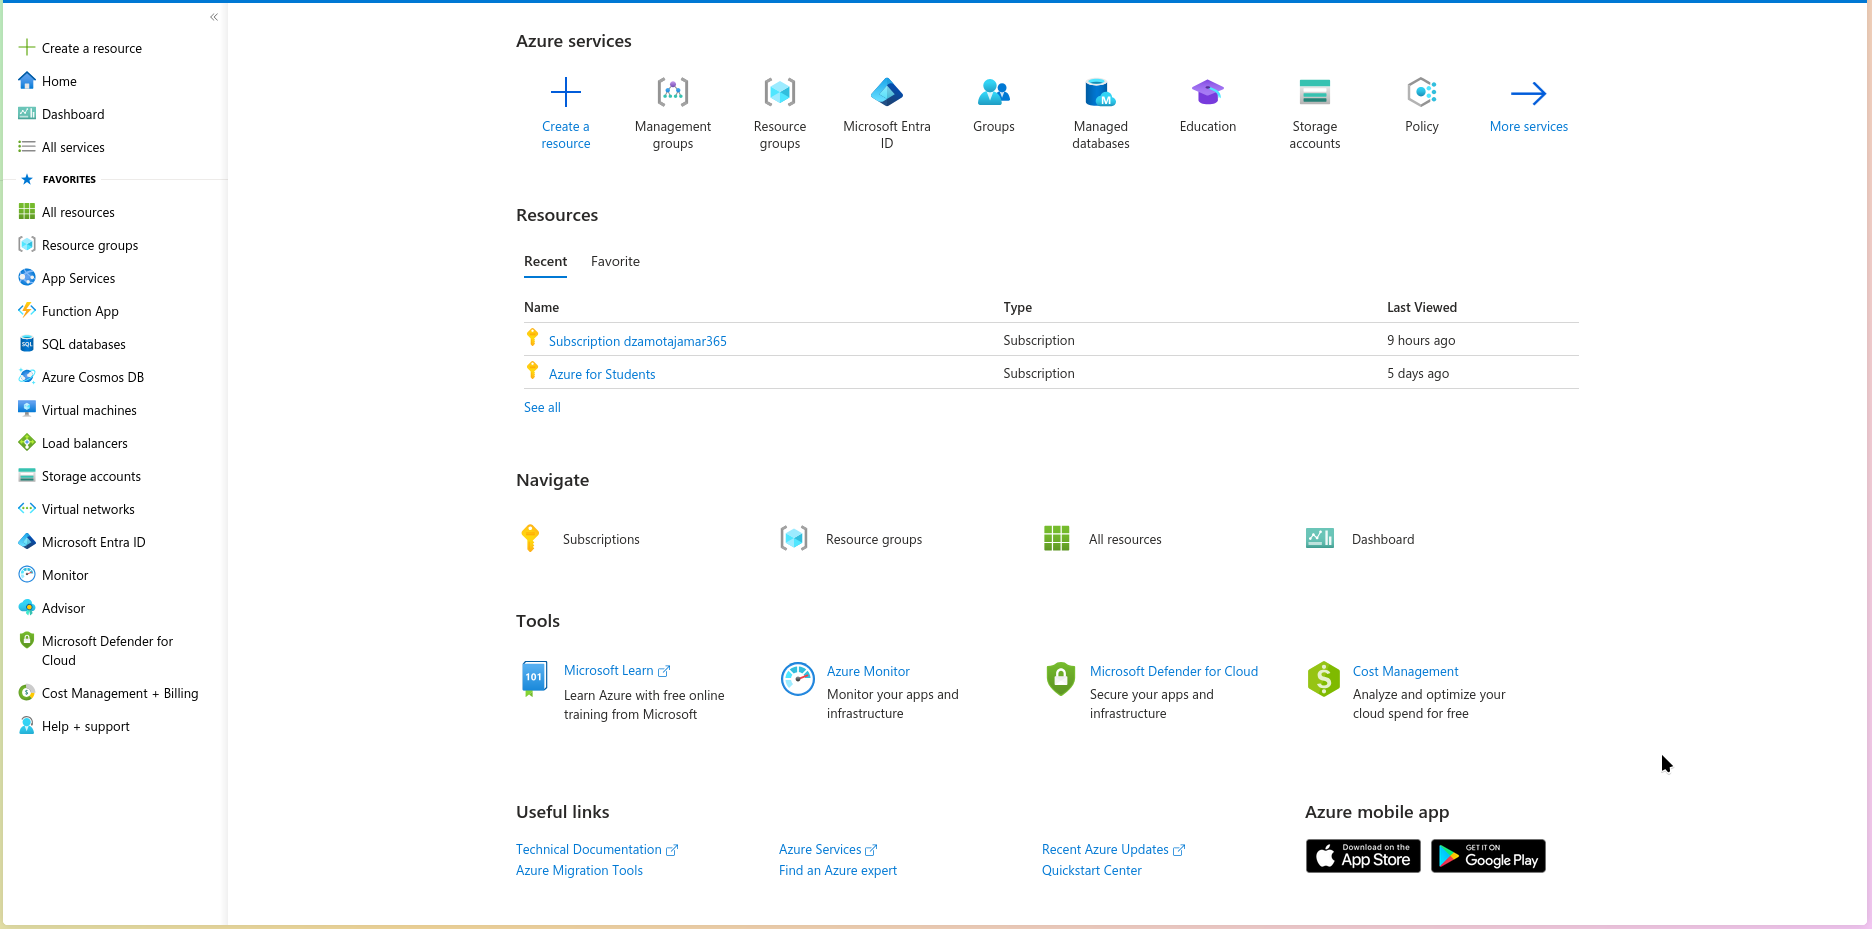 «
Create a resource
Home
Dashboard
All services
FAVORITES
All resources
Resource groups
App Services
Function App
SQL databases
Azure Cosmos DB
Virtual machines
Load balancers
Storage accounts
Virtual networks
Microsoft Entra ID
Monitor
Advisor
Microsoft Defender for
Cloud
Cost Management + Billing
Help + support
Azure services
Create a
resource
Management
groups
Resource
groups
Microsoft Entra
ID
Groups
Managed
databases
Education
Storage
accounts
Policy
More services
Resources
Recent Favorite
Name Type Last Viewed
Subscription dzamotajamar365 Subscription 9 hours ago
Azure for Students Subscription 5 days ago
See all
Navigate
Subscriptions Resource groups All resources Dashboard
Tools
101
Microsoft Learn
Learn Azure with free online
training from Microsoft
Azure Monitor
Monitor your apps and
infrastructure
Microsoft Defender for Cloud
Secure your apps and
infrastructure
Cost Management
Analyze and optimize your
cloud spend for free
Useful links
Technical Documentation
Azure Migration Tools
Azure Services
Find an Azure expert
Recent Azure Updates
Quickstart Center
Azure mobile app
Download on the
App Store
GET IT ON
Google Play